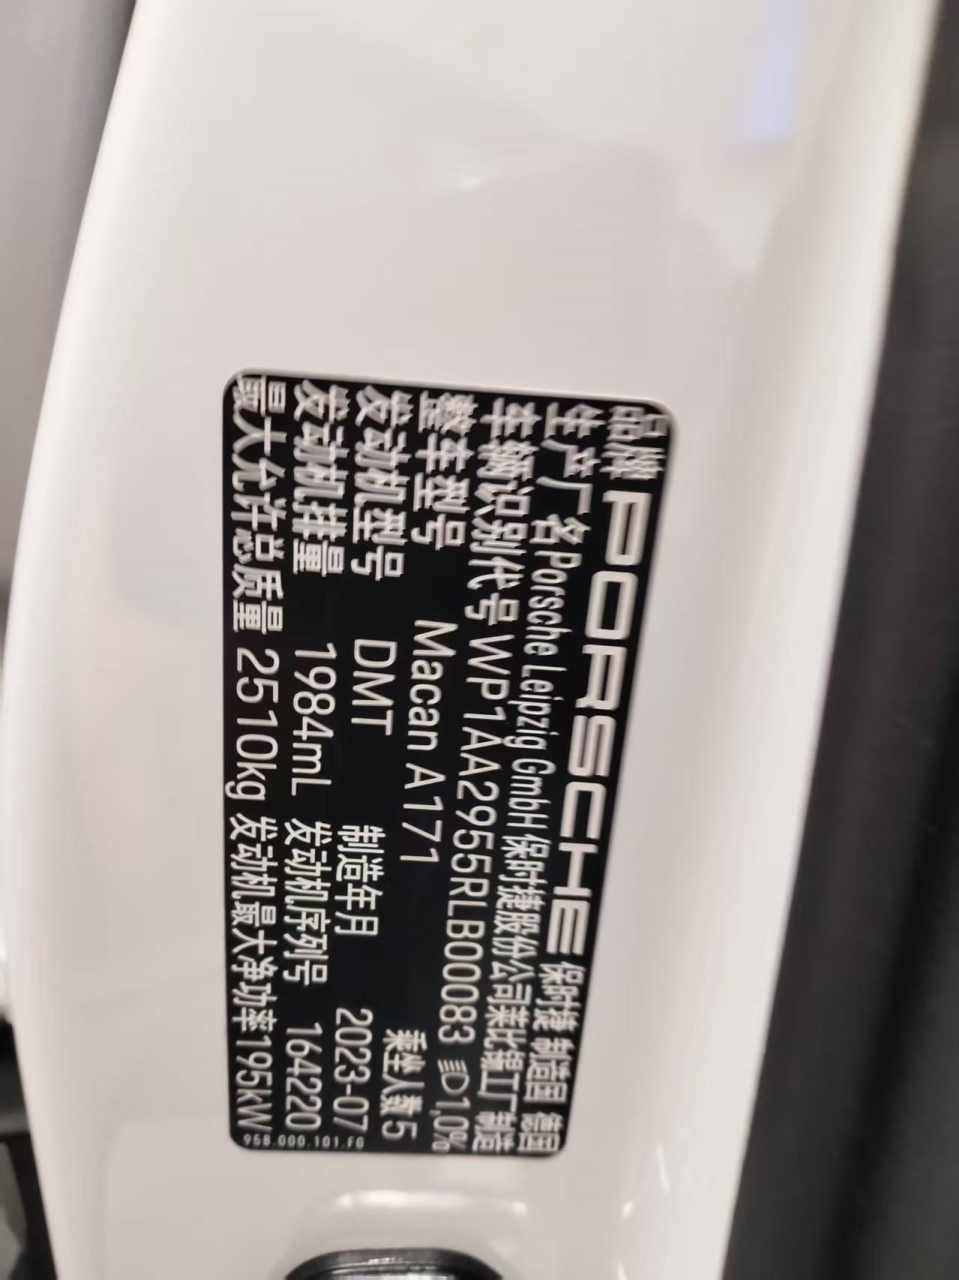 品牌 PORSCHE 保时捷 制造国 德国
生产厂名 Porsche Leipzig GmbH 保时捷股份公司莱比锡工厂 制造
车辆识别代号 WP1AA2955RLB00083 1,0%
整车型号 Macan A171 乘坐人数 5
发动机型号 DMT 制造年月 2023-07
发动机排量 1984mL 发动机序列号 164220
最大允许总质量 2510kg 发动机最大净功率 195kW
95B.000.101.FG